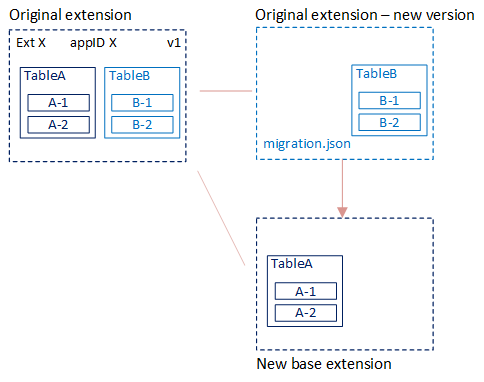 Original extension
Ext X appID X v1
TableA
A-1
A-2
TableB
B-1
B-2
Original extension – new version
TableB
B-1
B-2
migration.json
TableA
A-1
A-2
New base extension